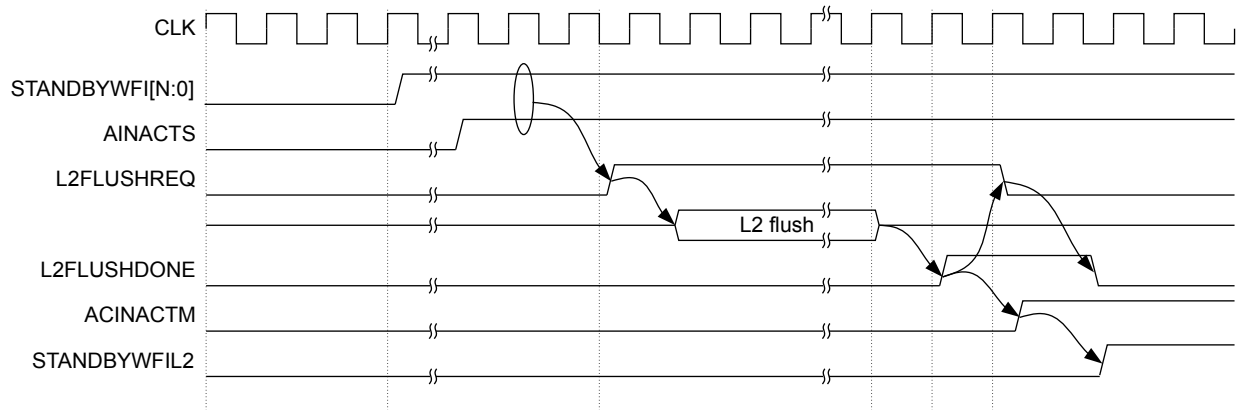 CLK
STANDBYWFI[N:0]
AINACTS
L2FLUSHREQ
L2 flush
L2FLUSHDONE
ACINACTM
STANDBYWFIL2